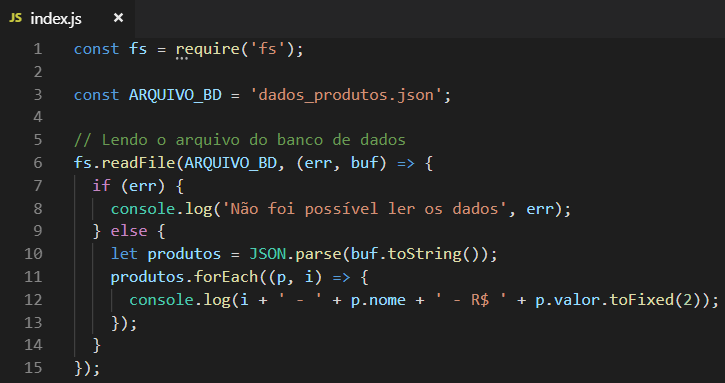 JS index.js ×
1 const fs = require('fs');
2
3 const ARQUIVO_BD = 'dados_produtos.json';
4
5 // Lendo o arquivo do banco de dados
6 fs.readFile(ARQUIVO_BD, (err, buf) => {
7   if (err) {
8     console.log('Não foi possível ler os dados', err);
9   } else {
10     let produtos = JSON.parse(buf.toString());
11     produtos.forEach((p, i) => {
12       console.log(i + ' - ' + p.nome + ' - R$ ' + p.valor.toFixed(2));
13     });
14   }
15 });